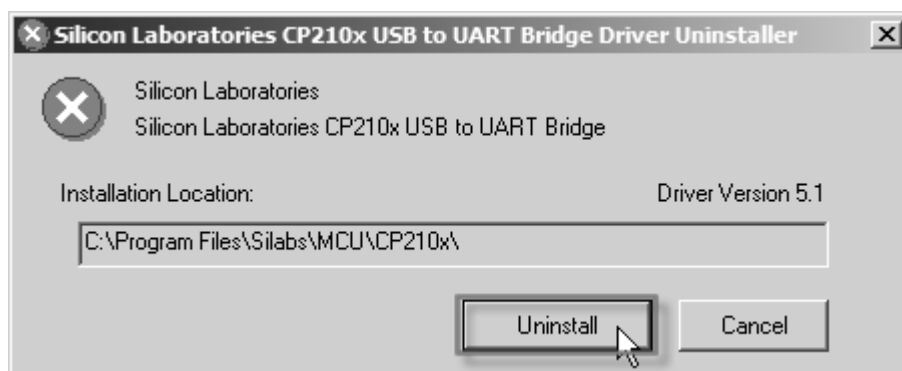 Silicon Laboratories CP210x USB to UART Bridge Driver Uninstaller
Silicon Laboratories
Silicon Laboratories CP210x USB to UART Bridge
Installation Location: Driver Version 5.1
C:\Program Files\Silabs\MCU\CP210x\
Uninstall Cancel